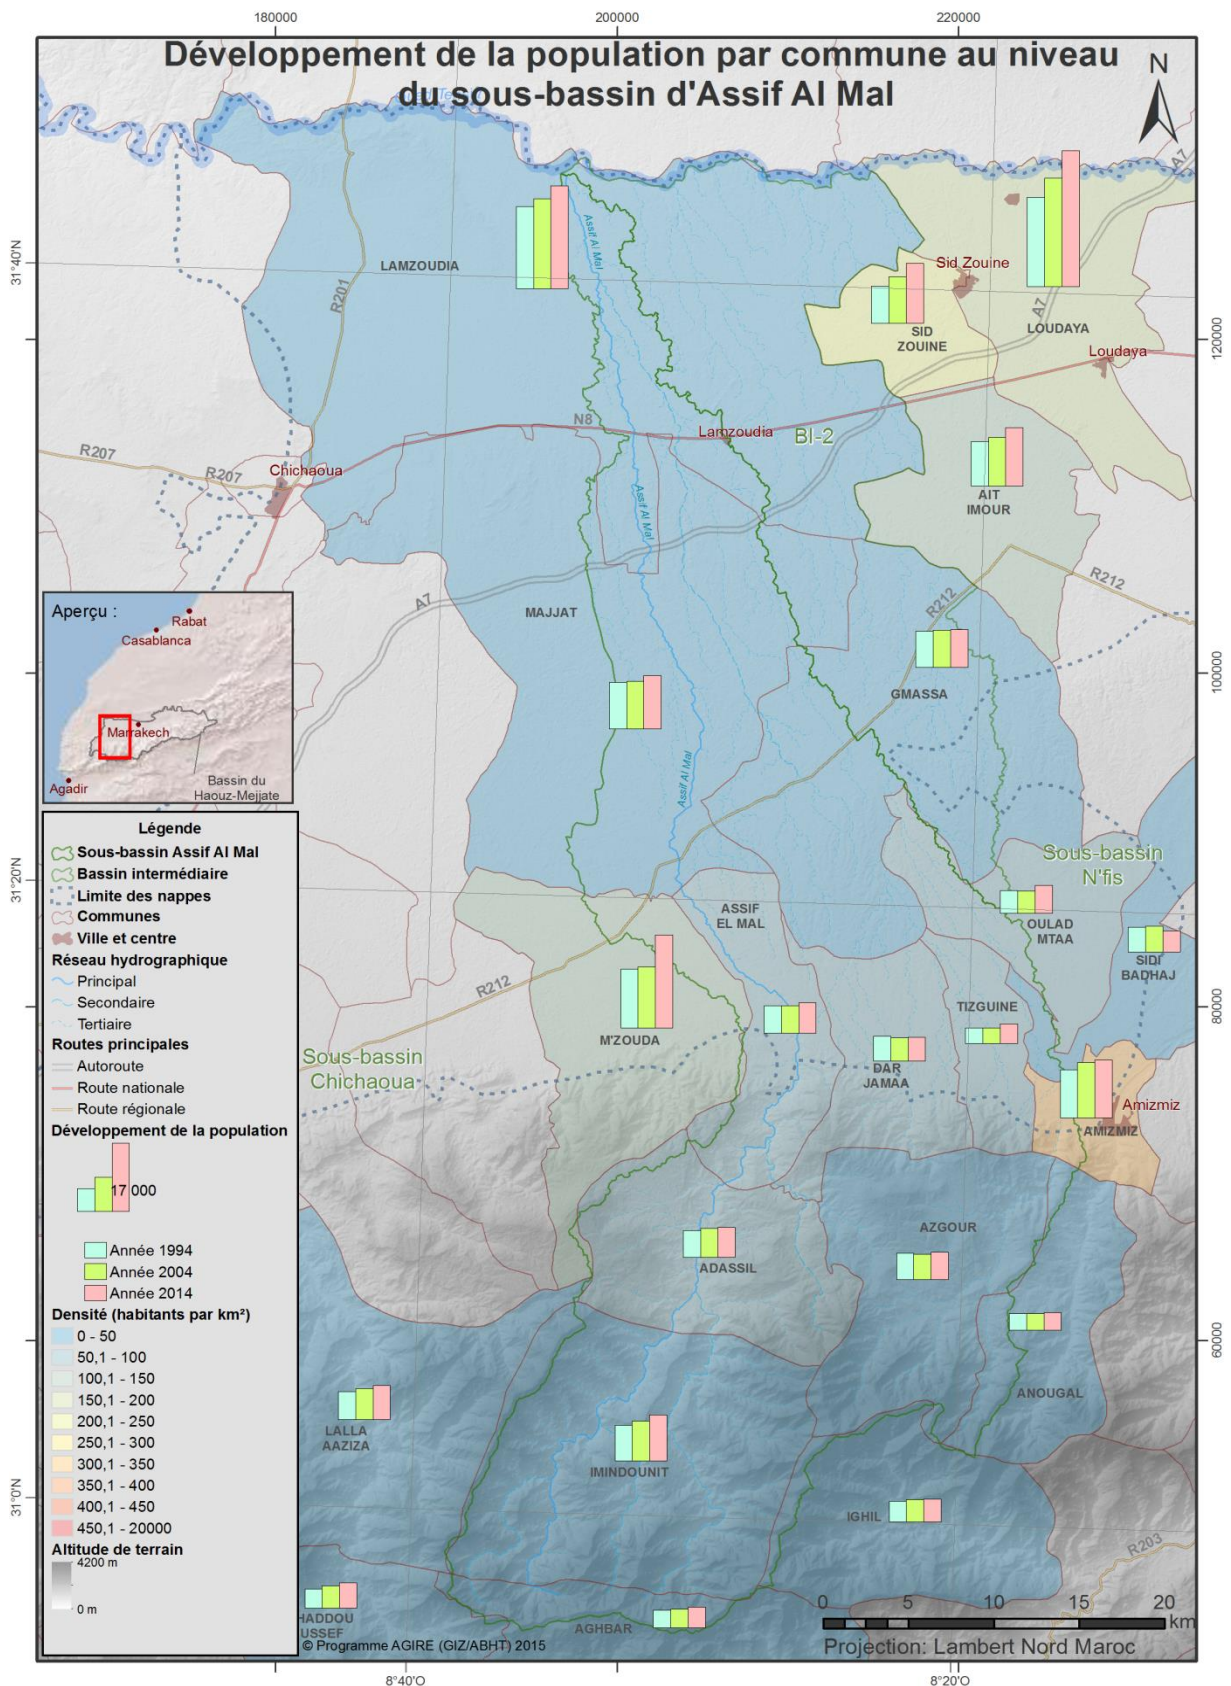 180000
200000
220000
Développement de la population par commune au niveau
du sous-bassin d'Assif Al Mal
N
A7
31°40'N
LAMZOUDIA
R201
Assif Al Mal
Sid Zouine
SID
ZOUINE
A7
LOUDAYA
Loudaya
120000
N8
Lamzoudia
BI-2
R207
R207
Chichaoua
Assif Al Mal
AIT
IMOUR
R212
R212
A7
MAJJAT
GMASSA
100000
Aperçu :
Rabat
Casablanca
Marrakech
Agadir
Bassin du
Haouz-Mejjate
Assif Al Mal
31°20'N
Sous-bassin
N'fis
ASSIF
EL MAL
OULAD
MTAA
SIDI
BADHAJ
R212
M'ZOUDA
TIZGUINE
80000
DAR
JAMAA
Sous-bassin
Chichaoua
Amizmiz
AMIZMIZ
AZGOUR
ADASSIL
60000
ANOUGAL
LALLA
AAZIZA
IMINDOUNIT
31°0'N
IGHIL
R203
HADDOU
USSEF
AGHBAR
Légende
Sous-bassin Assif Al Mal
Bassin intermédiaire
Limite des nappes
Communes
Ville et centre
Réseau hydrographique
Principal
Secondaire
Tertiaire
Routes principales
Autoroute
Route nationale
Route régionale
Développement de la population
17 000
Année 1994
Année 2004
Année 2014
Densité (habitants par km²)
0 - 50
50,1 - 100
100,1 - 150
150,1 - 200
200,1 - 250
250,1 - 300
300,1 - 350
350,1 - 400
400,1 - 450
450,1 - 20000
Altitude de terrain
4200 m
0 m
© Programme AGIRE (GIZ/ABHT) 2015
0 5 10 15 20
km
Projection: Lambert Nord Maroc
8°40'O
8°20'O